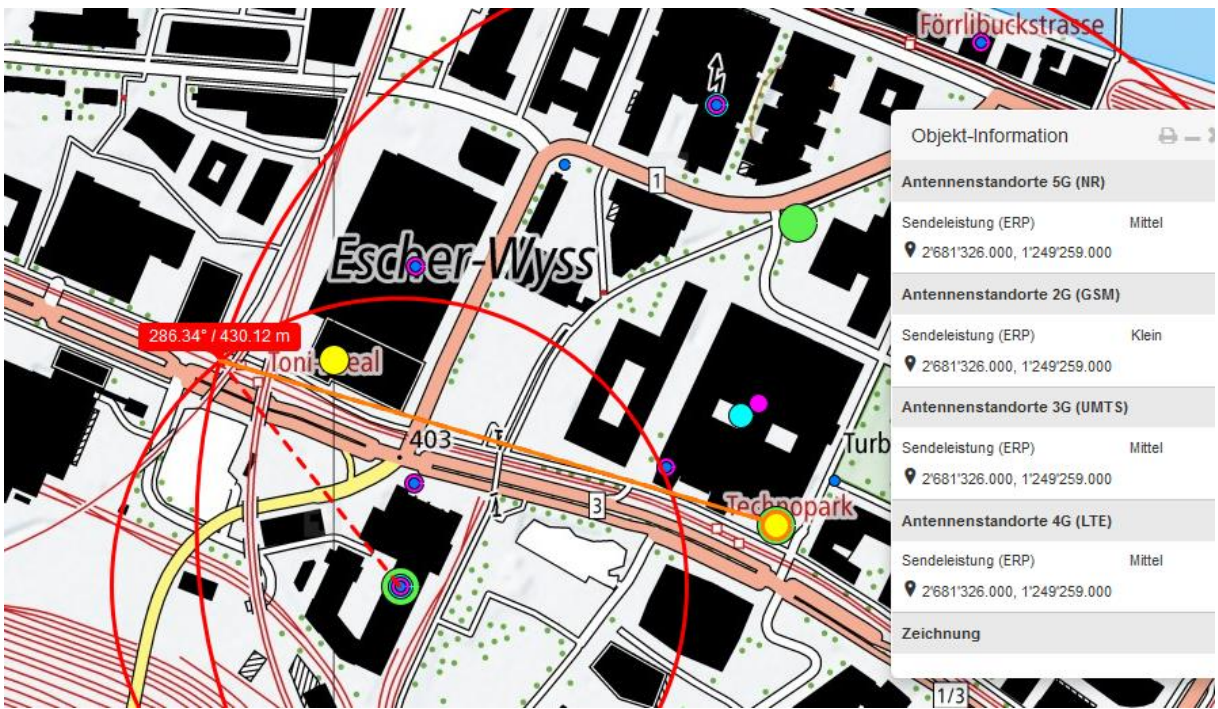 Förrlibuckstrasse
1
Escher-Wyss
286.34° / 430.12 m
403
3
Technopark
1/3
Objekt-Information
Antennenstandorte 5G (NR)
Sendeleistung (ERP) Mittel
2'681'326.000, 1'249'259.000
Antennenstandorte 2G (GSM)
Sendeleistung (ERP) Klein
2'681'326.000, 1'249'259.000
Antennenstandorte 3G (UMTS)
Sendeleistung (ERP) Mittel
2'681'326.000, 1'249'259.000
Antennenstandorte 4G (LTE)
Sendeleistung (ERP) Mittel
2'681'326.000, 1'249'259.000
Zeichnung